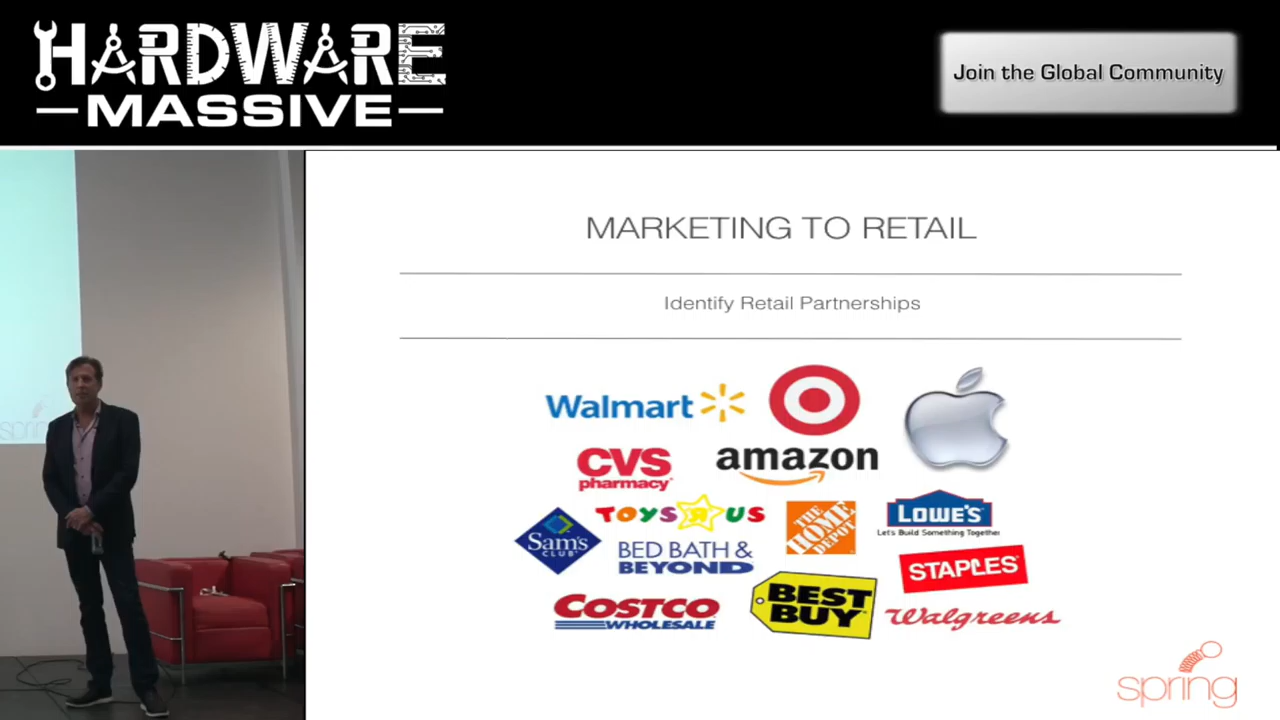 HARDWARE
MASSIVE
Join the Global Community
MARKETING TO RETAIL
Identify Retail Partnerships
Walmart
CVS
pharmacy
amazon
TOYS R US
Sam's
CLUB
BED BATH &
BEYOND
THE
HOME
DEPOT
LOWE'S
Let's Build Something Together
STAPLES
COSTCO
WHOLESALE
BEST
BUY
Walgreens
spring
spring